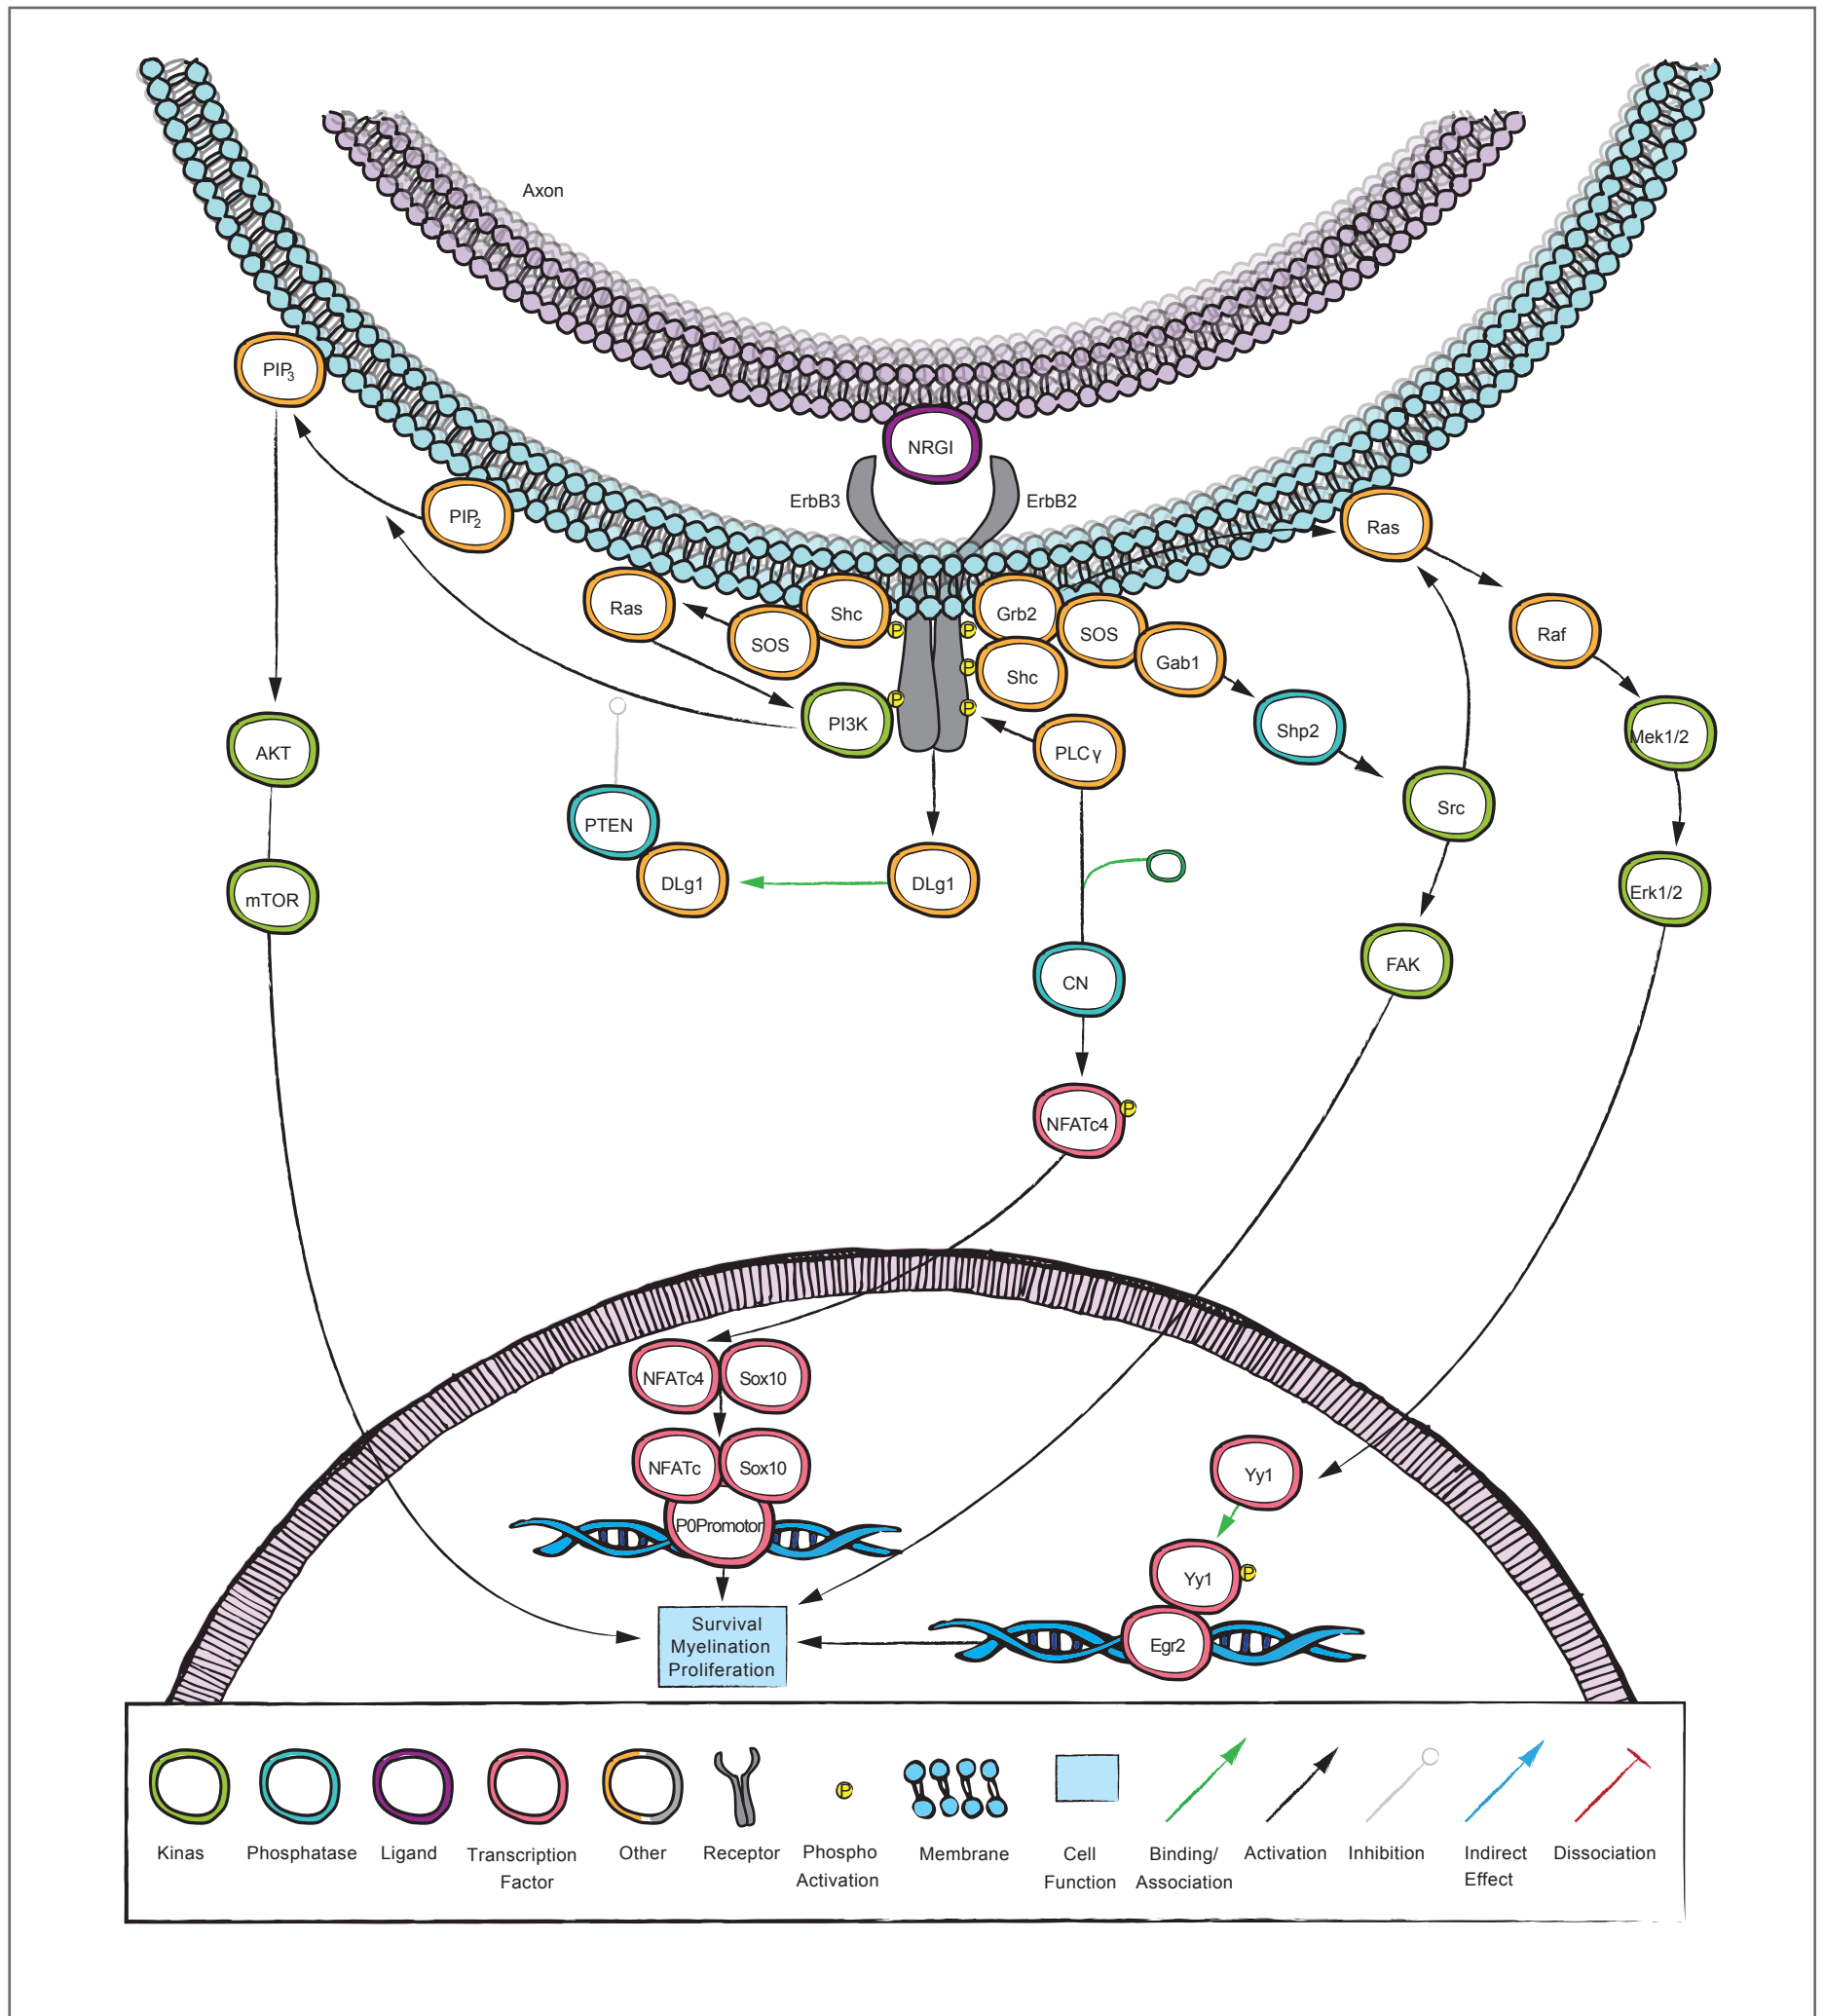 Axon
PIP3
NRGI
ErbB3
ErbB2
PIP2
Ras
Ras
Shc
Grb2
SOS
SOS
Raf
Gab1
Shc
P
P
P
P
P
PI3K
PLC γ
Shp2
Mek1/2
AKT
Src
PTEN
DLg1
DLg1
mTOR
Erk1/2
FAK
CN
P
NFATc4
NFATc4
Sox10
NFATc
Sox10
Yy1
P0Promotor
Yy1
P
Egr2
Survival
Myelination
Proliferation
P
Kinas
Phosphatase
Ligand
Transcription
Factor
Other
Receptor
Phospho
Activation
Membrane
Cell
Function
Binding/
Association
Activation
Inhibition
Indirect
Effect
Dissociation